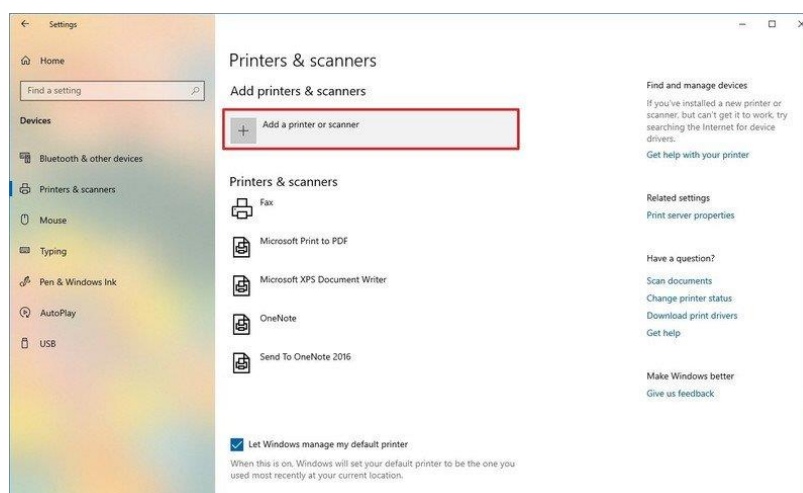 Settings
Home
Find a setting
Devices
Bluetooth & other devices
Printers & scanners
Mouse
Typing
Pen & Windows Ink
AutoPlay
USB
Printers & scanners
Add printers & scanners
Add a printer or scanner
Printers & scanners
Fax
Microsoft Print to PDF
Microsoft XPS Document Writer
OneNote
Send To OneNote 2016
Let Windows manage my default printer
When this is on, Windows will set your default printer to be the one you
used most recently at your current location.
Find and manage devices
If you've installed a new printer or
scanner, but can't get it to work, try
searching the Internet for device
drivers.
Get help with your printer
Related settings
Print server properties
Have a question?
Scan documents
Change printer status
Download print drivers
Get help
Make Windows better
Give us feedback